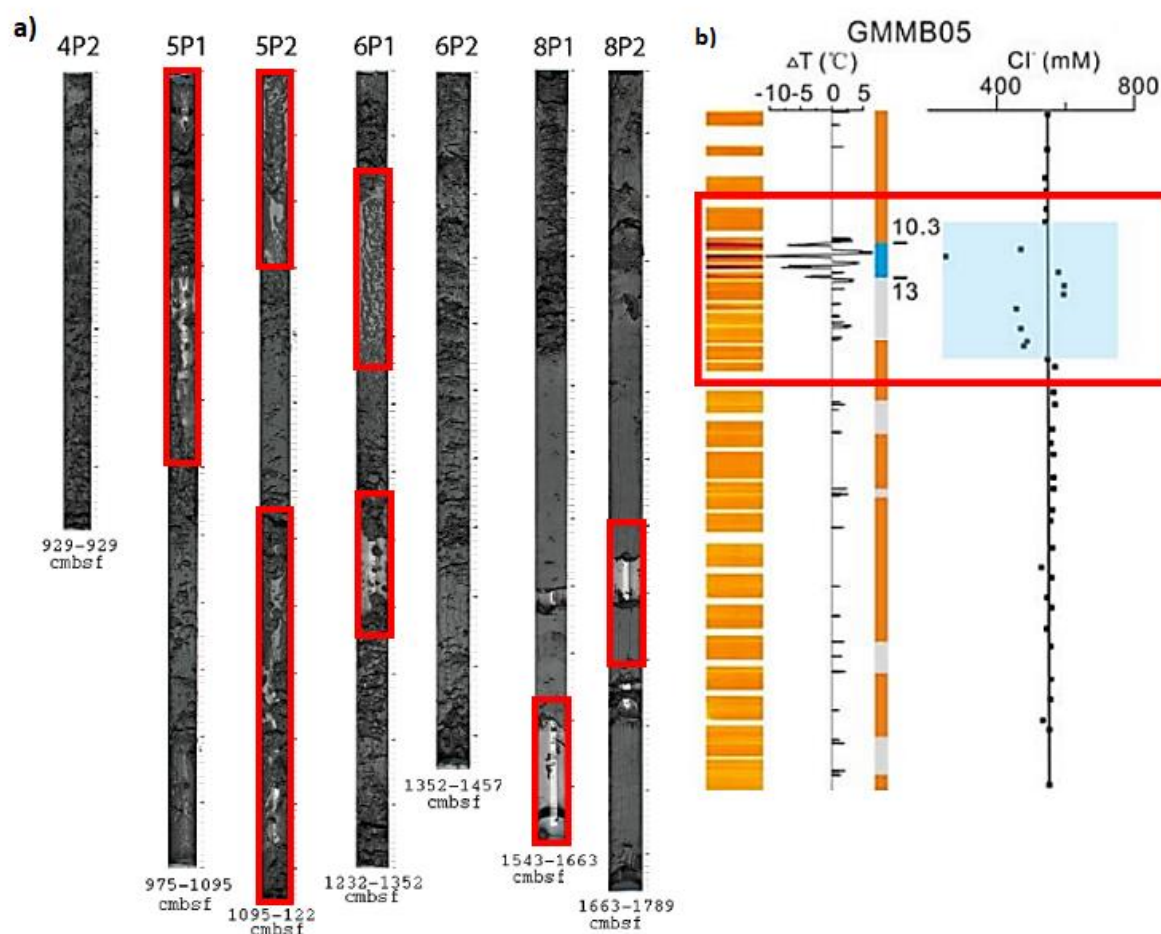 a)
4P2 5P1 5P2 6P1 6P2 8P1 8P2
929-929
cmbsf
975-1095
cmbsf
1095-122
cmbsf
1232-1352
cmbsf
1352-1457
cmbsf
1543-1663
cmbsf
1663-1789
cmbsf
b)
GMMB05
ΔT (℃) Cl⁻ (mM)
-10-5 0 5 400 800
10.3
13